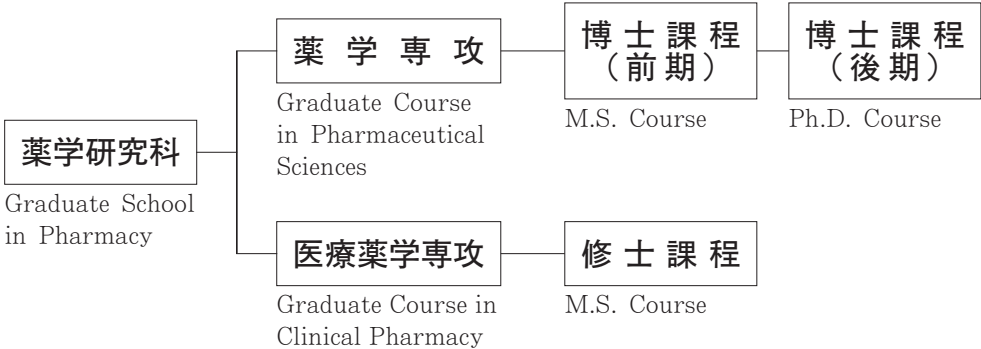 薬学研究科
Graduate School
in Pharmacy
薬学専攻
Graduate Course
in Pharmaceutical
Sciences
博士課程
（前期）
M.S. Course
博士課程
（後期）
Ph.D. Course
医療薬学専攻
Graduate Course in
Clinical Pharmacy
修士課程
M.S. Course